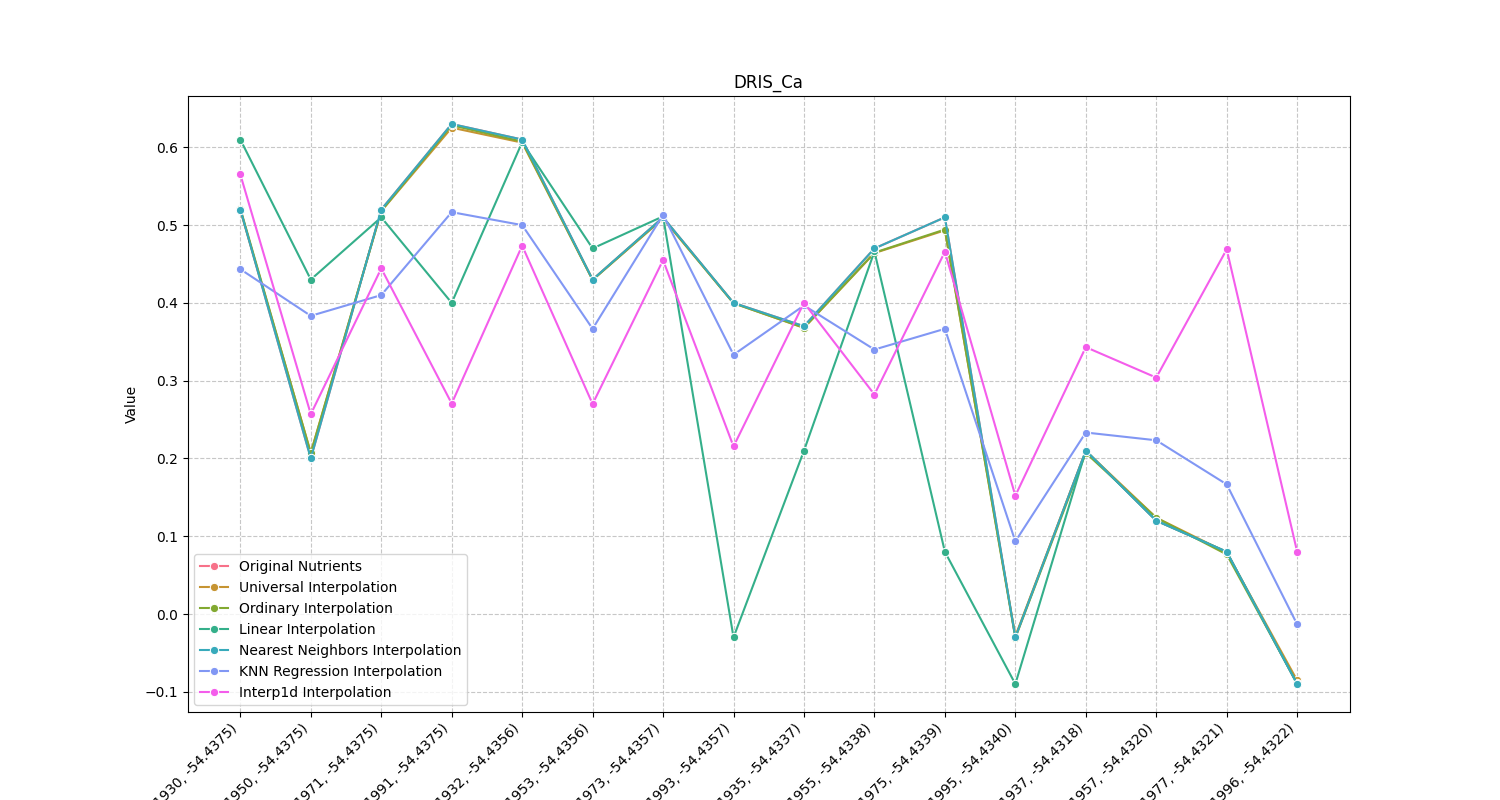 DRIS_Ca
Value
0.6
0.5
0.4
0.3
0.2
0.1
0.0
−0.1
Original Nutrients
Universal Interpolation
Ordinary Interpolation
Linear Interpolation
Nearest Neighbors Interpolation
KNN Regression Interpolation
Interp1d Interpolation
1930, -54.4375)
1950, -54.4375)
1971, -54.4375)
1991, -54.4375)
1932, -54.4356)
1953, -54.4356)
1973, -54.4357)
1993, -54.4357)
1935, -54.4337)
1955, -54.4338)
1975, -54.4339)
1995, -54.4340)
1937, -54.4318)
1957, -54.4320)
1977, -54.4321)
1996, -54.4322)